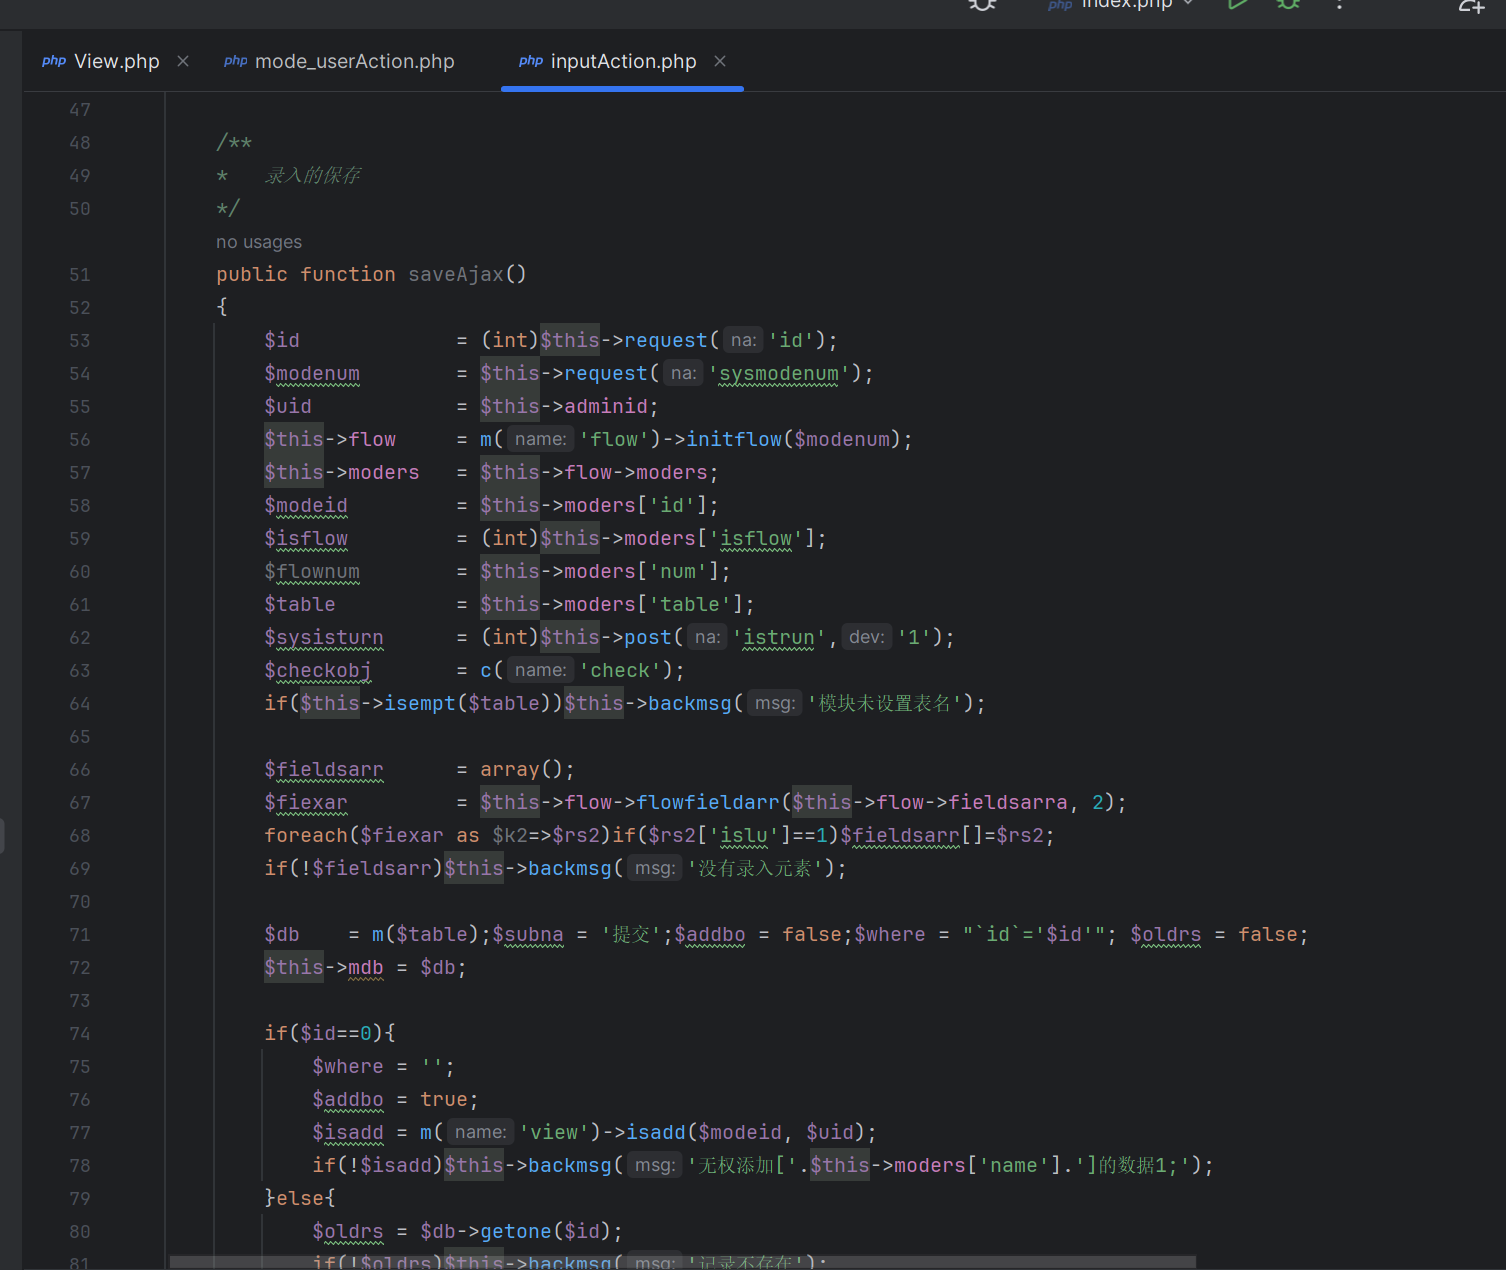 php index.php
php View.php × php mode_userAction.php php inputAction.php ×
47
48 /**
49 * 录入的保存
50 */
no usages
51 public function saveAjax()
52 {
53 $id = (int)$this->request( na: 'id');
54 $modenum = $this->request( na: 'sysmodenum');
55 $uid = $this->adminid;
56 $this->flow = m( name: 'flow')->initflow($modenum);
57 $this->moders = $this->flow->moders;
58 $modeid = $this->moders['id'];
59 $isflow = (int)$this->moders['isflow'];
60 $flownum = $this->moders['num'];
61 $table = $this->moders['table'];
62 $sysisturn = (int)$this->post( na: 'istrun', dev: '1');
63 $checkobj = c( name: 'check');
64 if($this->isempt($table))$this->backmsg( msg: '模块未设置表名');
65
66 $fieldsarr = array();
67 $fiexar = $this->flow->flowfieldarr($this->flow->fieldsarra, 2);
68 foreach($fiexar as $k2=>$rs2)if($rs2['islu']==1)$fieldsarr[]=$rs2;
69 if(!$fieldsarr)$this->backmsg( msg: '没有录入元素');
70
71 $db = m($table);$subna = '提交';$addbo = false;$where = "`id`='$id'"; $oldrs = false;
72 $this->mdb = $db;
73
74 if($id==0){
75 $where = '';
76 $addbo = true;
77 $isadd = m( name: 'view')->isadd($modeid, $uid);
78 if(!$isadd)$this->backmsg( msg: '无权添加['.$this->moders['name'].']的数据1;');
79 }else{
80 $oldrs = $db->getone($id);
81 if(!$oldrs)$this->backmsg( msg: '记录不存在');